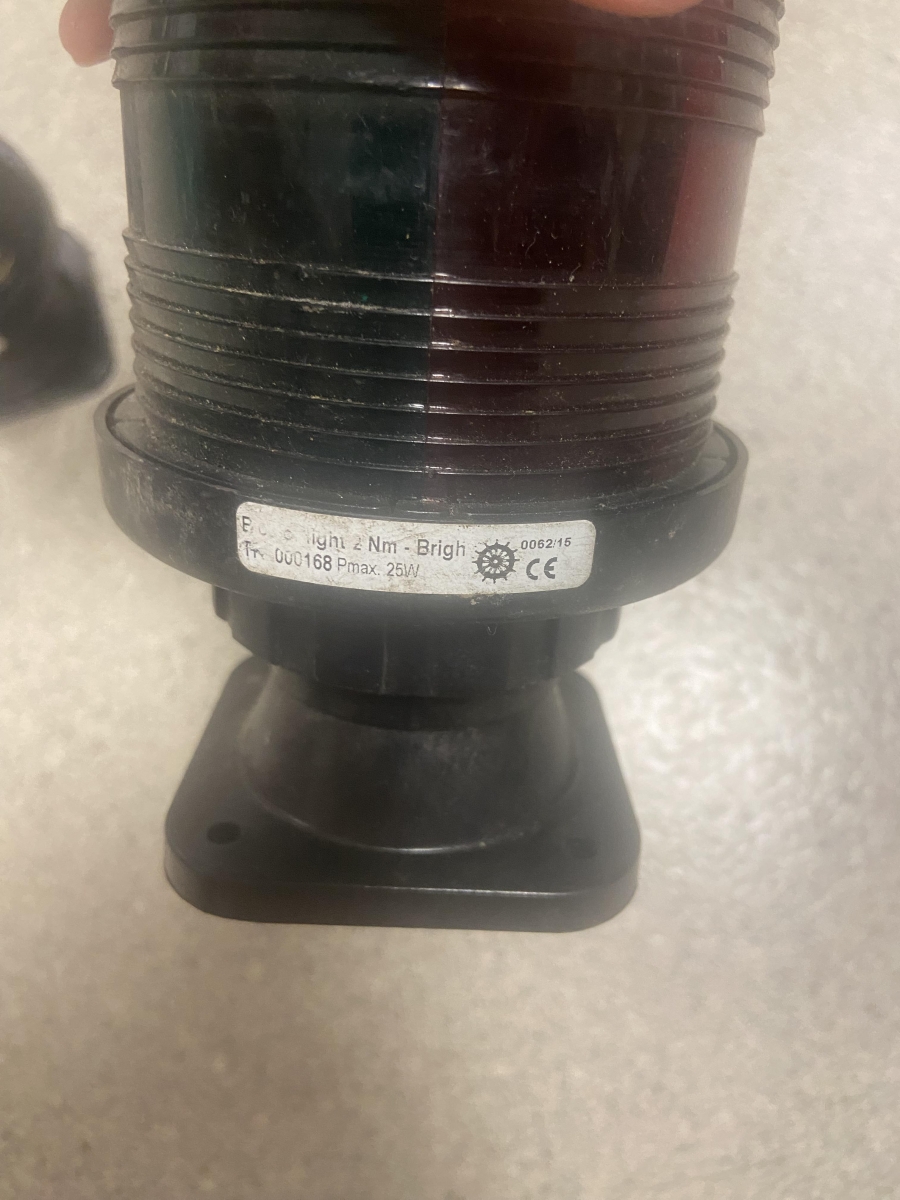 light 2 Nm - Brigh
000168 Pmax. 25W
0062/15
CE